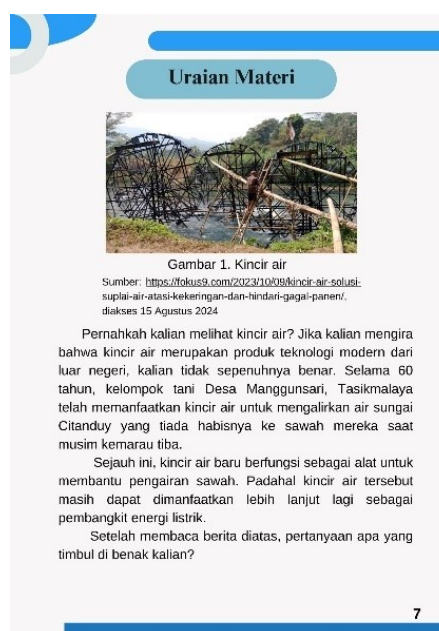 Uraian Materi
Gambar 1. Kincir air
Sumber: https://fokus9.com/2023/10/09/kincir-air-solusi-
suplai-air-atasi-kekeringan-dan-hindari-gagal-panen/,
diakses 15 Agustus 2024
Pernahkah kalian melihat kincir air? Jika kalian mengira
bahwa kincir air merupakan produk teknologi modern dari
luar negeri, kalian tidak sepenuhnya benar. Selama 60
tahun, kelompok tani Desa Manggunsari, Tasikmalaya
telah memanfaatkan kincir air untuk mengalirkan air sungai
Citanduy yang tiada habisnya ke sawah mereka saat
musim kemarau tiba.
Sejauh ini, kincir air baru berfungsi sebagai alat untuk
membantu pengairan sawah. Padahal kincir air tersebut
masih dapat dimanfaatkan lebih lanjut lagi sebagai
pembangkit energi listrik.
Setelah membaca berita diatas, pertanyaan apa yang
timbul di benak kalian?
7